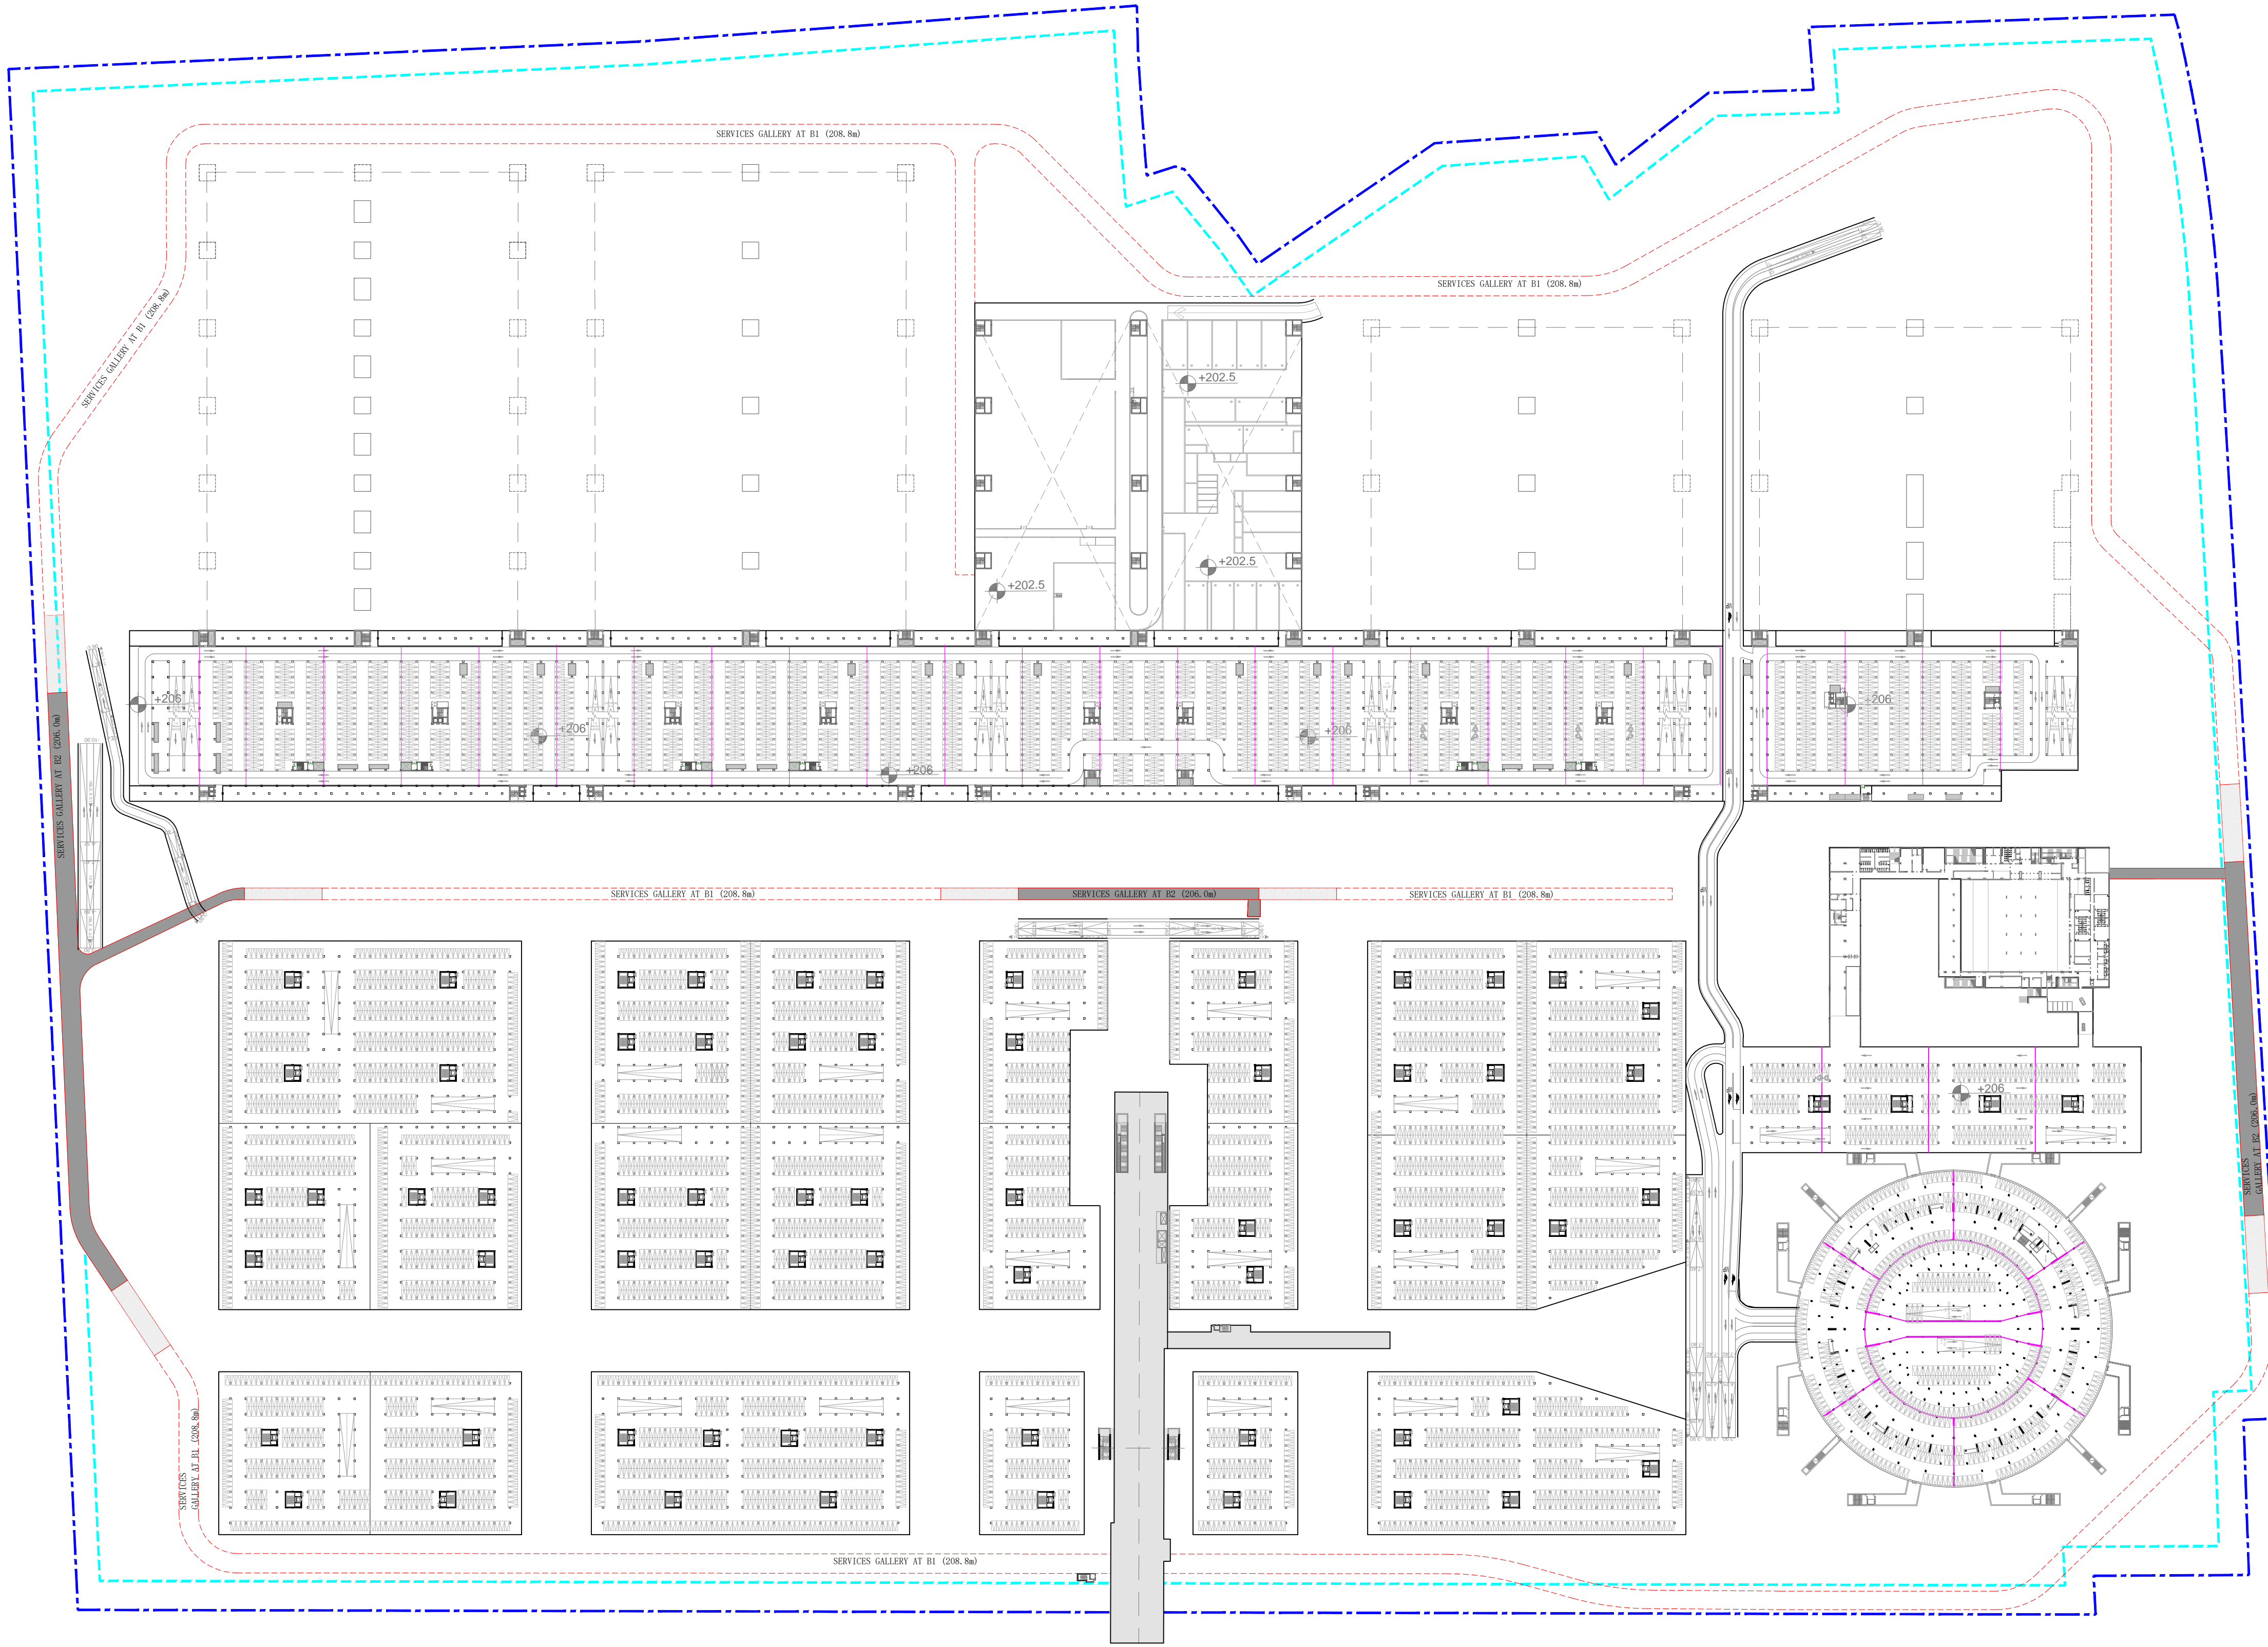 SERVICES GALLERY AT B1 (208.8m)
SERVICES GALLERY AT B1 (208.8m)
SERVICES GALLERY AT B1 (208.8m)
+202.5
+202.5
+202.5
+206
+206
+206
+206
+206
SERVICES GALLERY AT B2 (206.0m)
SERVICES GALLERY AT B1 (208.8m)
SERVICES GALLERY AT B2 (206.0m)
SERVICES GALLERY AT B1 (208.8m)
+206
SERVICES
GALLERY AT B2 (206.0m)
SERVICES
GALLERY AT B1 (208.8m)
SERVICES GALLERY AT B1 (208.8m)